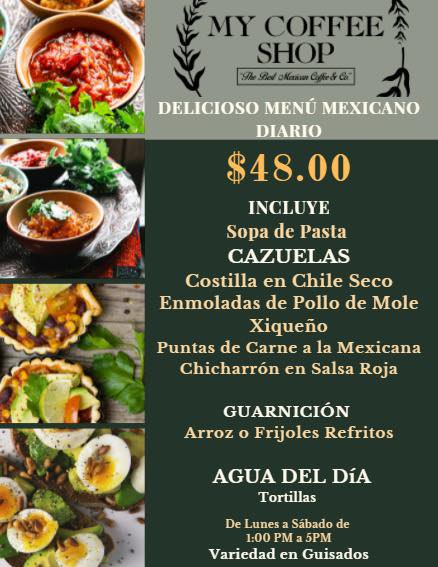 MY COFFEE
SHOP
"The Best Mexican Coffee & Co."
DELICIOSO MENÚ MEXICANO
DIARIO
$48.00
INCLUYE
Sopa de Pasta
CAZUELAS
Costilla en Chile Seco
Enmoladas de Pollo de Mole
Xiqueño
Puntas de Carne a la Mexicana
Chicharrón en Salsa Roja
GUARNICIÓN
Arroz o Frijoles Refritos
AGUA DEL DíA
Tortillas
De Lunes a Sábado de
1:00 PM a 5PM
Variedad en Guisados